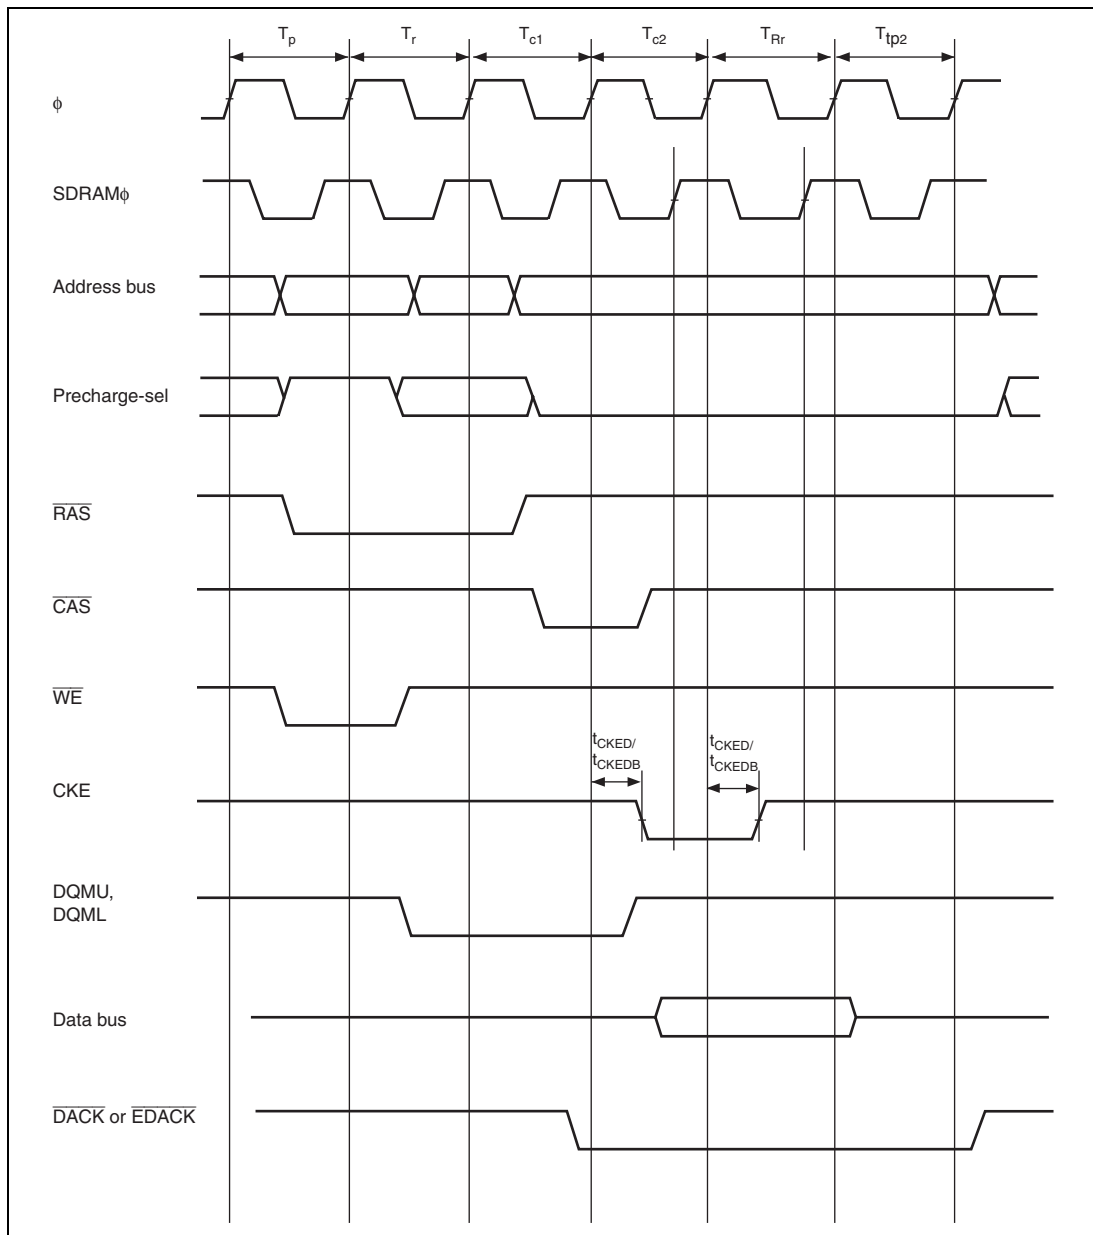 Tp Tr Tc1 Tc2 TRr Ttp2
ϕ
SDRAMϕ
Address bus
Precharge-sel
RAS
CAS
WE
tCKED/ tCKED/
tCKEDB tCKEDB
CKE
DQMU,
DQML
Data bus
DACK or EDACK